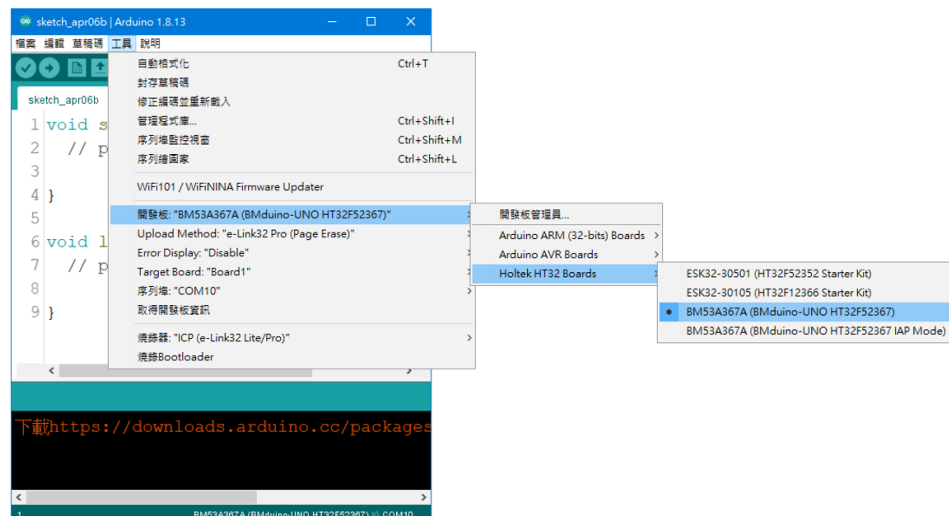 sketch_apr06b | Arduino 1.8.13
檔案 編輯 草稿碼 工具 說明
sketch_apr06b
1 void s
2 // p
3
4 }
5
6 void l
7 // p
8
9 }
自動格式化 Ctrl+T
封存草稿碼
修正編碼並重新載入
管理程式庫... Ctrl+Shift+I
序列埠監控視窗 Ctrl+Shift+M
序列繪圖家 Ctrl+Shift+L
WiFi101 / WiFiNINA Firmware Updater
開發板: "BM53A367A (BMduino-UNO HT32F52367)"
Upload Method: "e-Link32 Pro (Page Erase)"
Error Display: "Disable"
Target Board: "Board1"
序列埠: "COM10"
取得開發板資訊
燒錄器: "ICP (e-Link32 Lite/Pro)"
燒錄Bootloader
開發板管理員...
Arduino ARM (32-bits) Boards
Arduino AVR Boards
Holtek HT32 Boards
ESK32-30501 (HT32F52352 Starter Kit)
ESK32-30105 (HT32F12366 Starter Kit)
BM53A367A (BMduino-UNO HT32F52367)
BM53A367A (BMduino-UNO HT32F52367 IAP Mode)
下載https://downloads.arduino.cc/packages
1 BM53A367A (BMduino-UNO HT32F52367) COM10